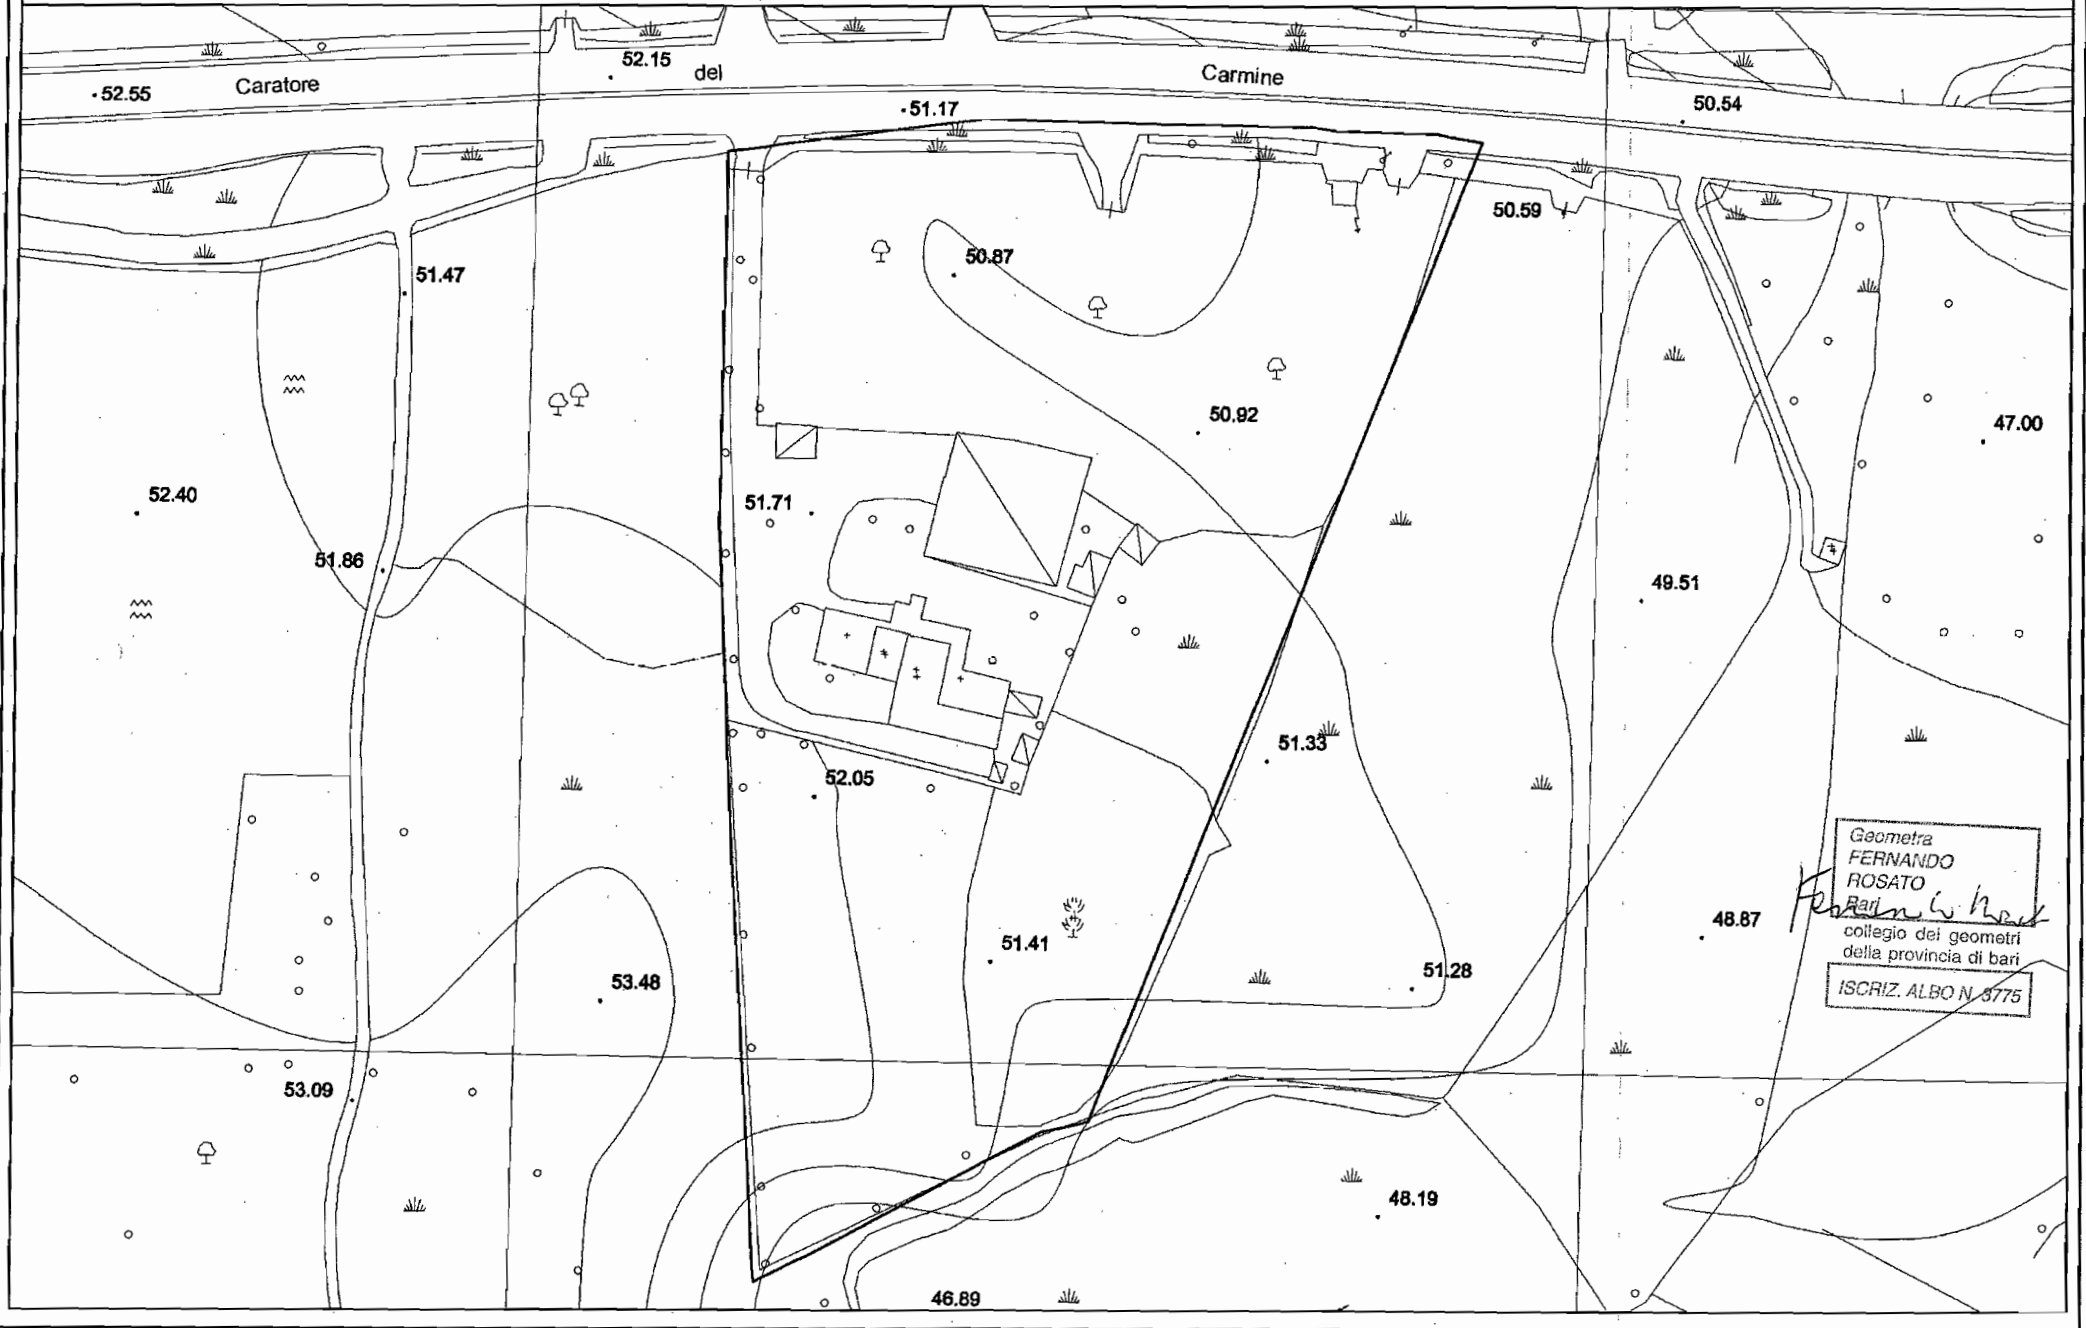 52.15
Caratore del Carmine
52.55
51.17
50.54
50.59
50.87
51.47
50.92
47.00
52.40
51.71
51.86
49.51
51.33
52.05
Geometra
FERNANDO
ROSATO
Bari
collegio dei geometri
della provincia di bari
ISCRIZ. ALBO N. 3775
48.87
51.41
51.28
53.48
53.09
48.19
46.89